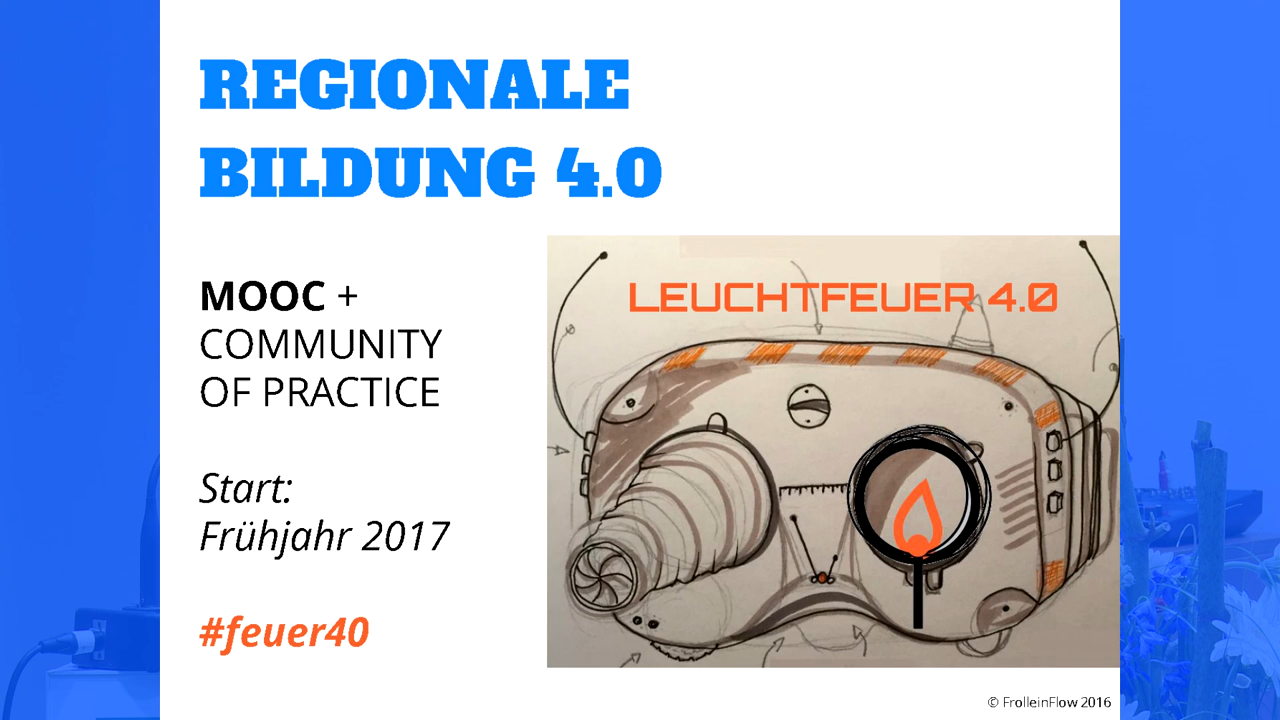 REGIONALE
BILDUNG 4.0
LEUCHTFEUER 4.0
MOOC +
COMMUNITY
OF PRACTICE
Start:
Frühjahr 2017
#feuer40
© FrolleinFlow 2016